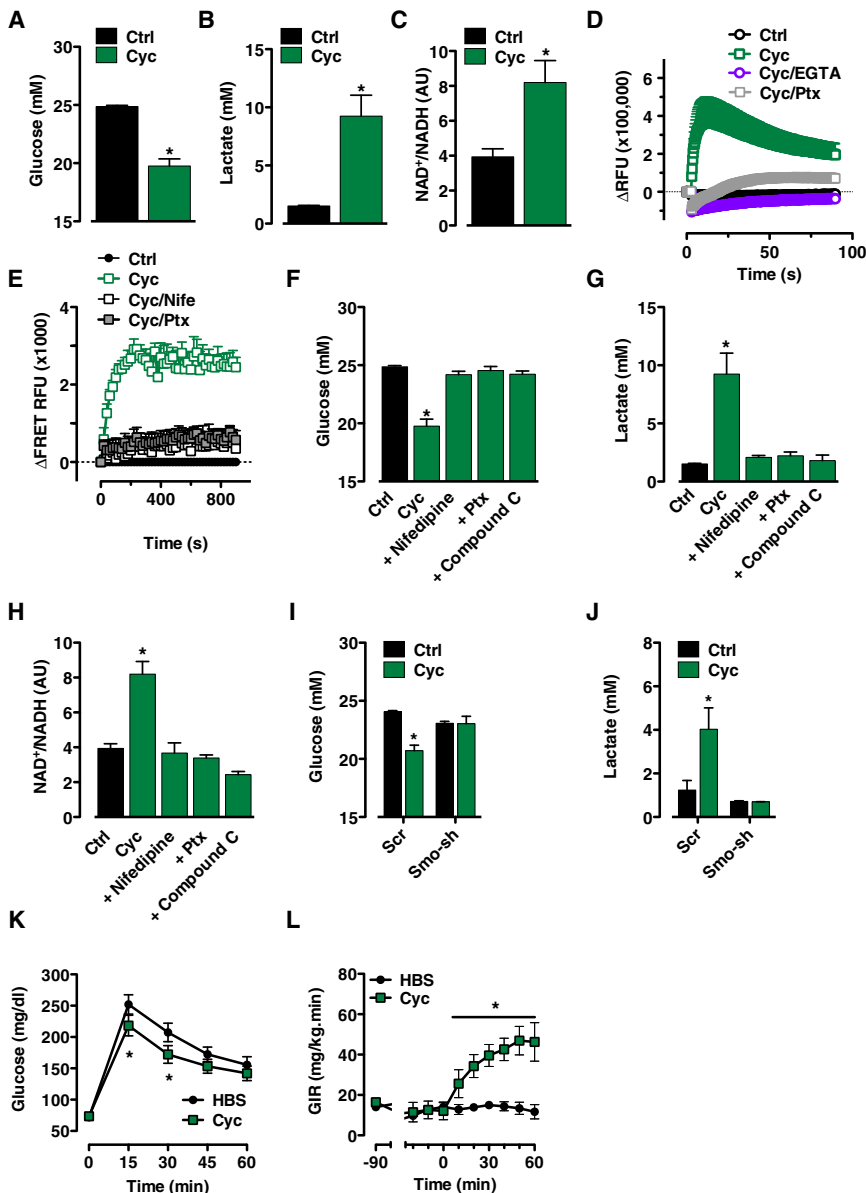 A
Ctrl
Cyc
Glucose (mM)
30
25
20
15
*
B
Ctrl
Cyc
Lactate (mM)
15
10
5
0
*
C
Ctrl
Cyc
NAD+/NADH (AU)
10
8
6
4
2
0
*
D
Ctrl
Cyc
Cyc/EGTA
Cyc/Ptx
ΔRFU (x100,000)
6
4
2
0
0
50
100
Time (s)
E
Ctrl
Cyc
Cyc/Nife
Cyc/Ptx
ΔFRET RFU (x1000)
4
2
0
0
400
800
Time (s)
F
Glucose (mM)
30
25
20
15
*
Ctrl
Cyc
+ Nifedipine
+ Ptx
+ Compound C
G
Lactate (mM)
15
10
5
0
*
Ctrl
Cyc
+ Nifedipine
+ Ptx
+ Compound C
H
NAD+/NADH (AU)
10
8
6
4
2
0
*
Ctrl
Cyc
+ Nifedipine
+ Ptx
+ Compound C
I
Ctrl
Cyc
Glucose (mM)
30
25
20
15
*
Scr
Smo-sh
J
Ctrl
Cyc
Lactate (mM)
8
6
4
2
0
*
Scr
Smo-sh
K
Glucose (mg/dl)
300
250
200
150
100
50
*
*
HBS
Cyc
0
15
30
45
60
Time (min)
L
HBS
Cyc
GIR (mg/kg.min)
80
60
40
20
0
*
-90
0
30
60
Time (min)